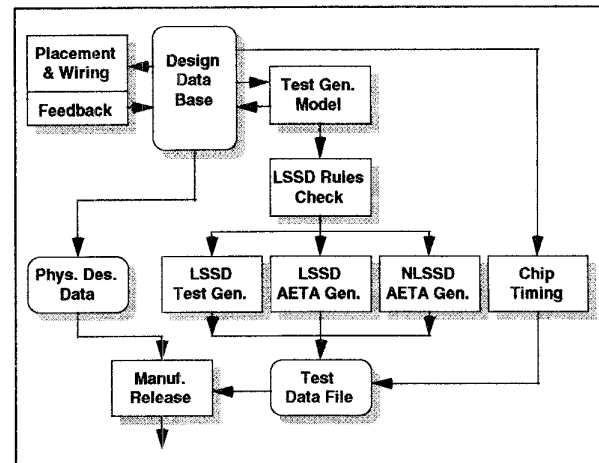 Placement
& Wiring
Feedback
Design
Data
Base
Test Gen.
Model
LSSD Rules
Check
Phys. Des.
Data
LSSD
Test Gen.
LSSD
AETA Gen.
NLSSD
AETA Gen.
Chip
Timing
Manuf.
Release
Test
Data File